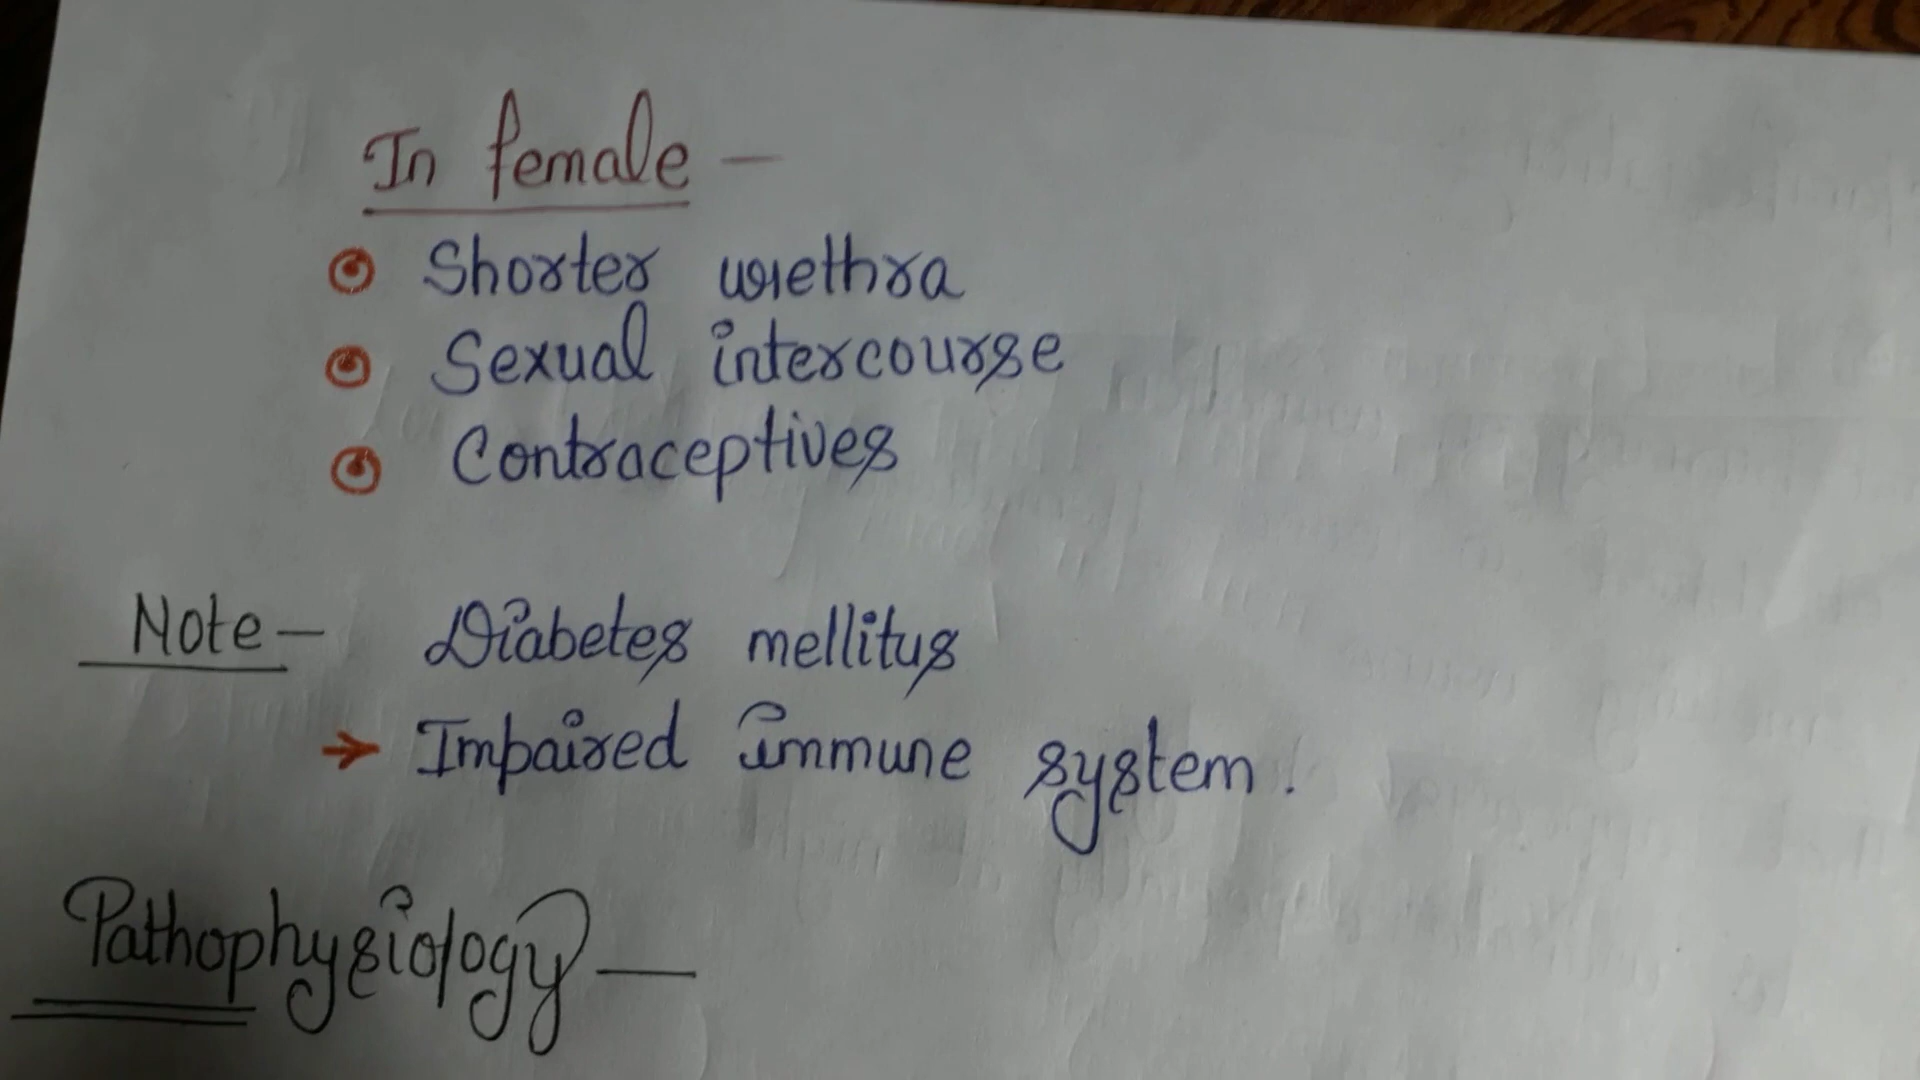 In female -
Shorter urethra
Sexual intercourse
Contraceptives
Note - Diabetes mellitus
→ Impaired immune system.
Pathophysiology -